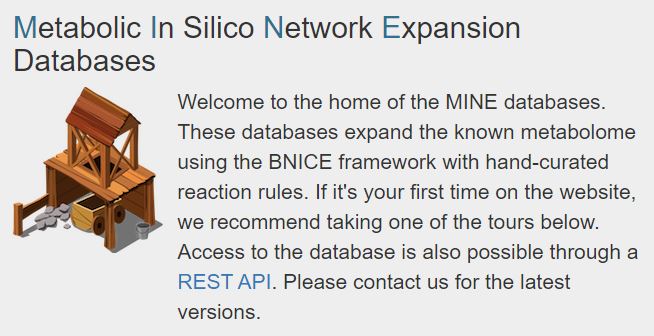 Metabolic In Silico Network Expansion
Databases
Welcome to the home of the MINE databases.
These databases expand the known metabolome
using the BNICE framework with hand-curated
reaction rules. If it's your first time on the website,
we recommend taking one of the tours below.
Access to the database is also possible through a
REST API. Please contact us for the latest
versions.